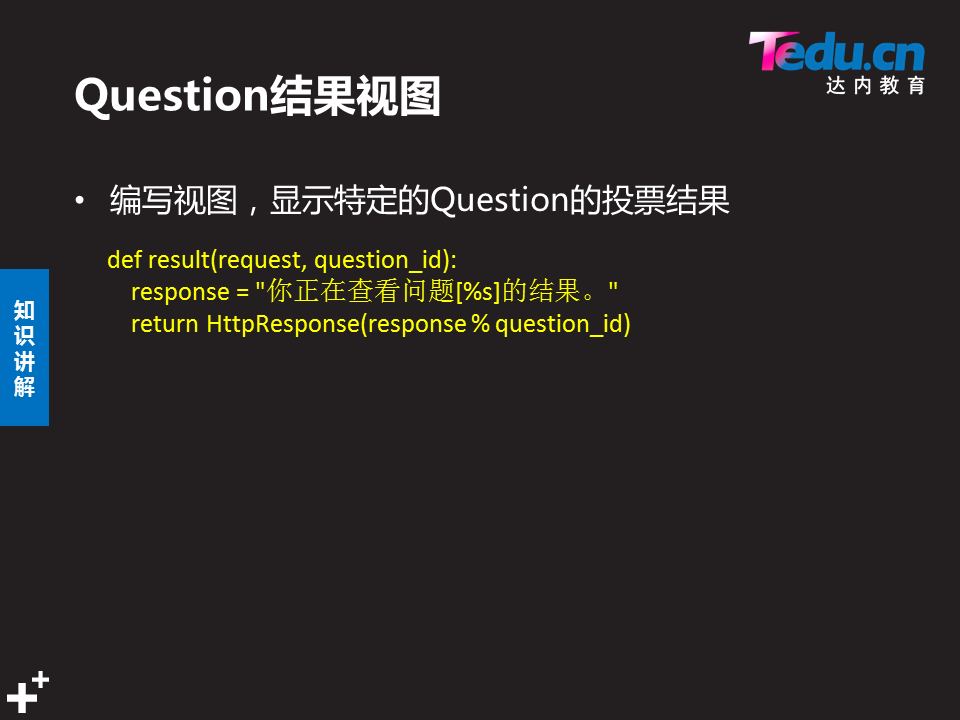 Tedu.cn
达内教育
Question结果视图
• 编写视图，显示特定的Question的投票结果
def result(request, question_id):
    response = "你正在查看问题[%s]的结果。"
    return HttpResponse(response % question_id)
知
识
讲
解